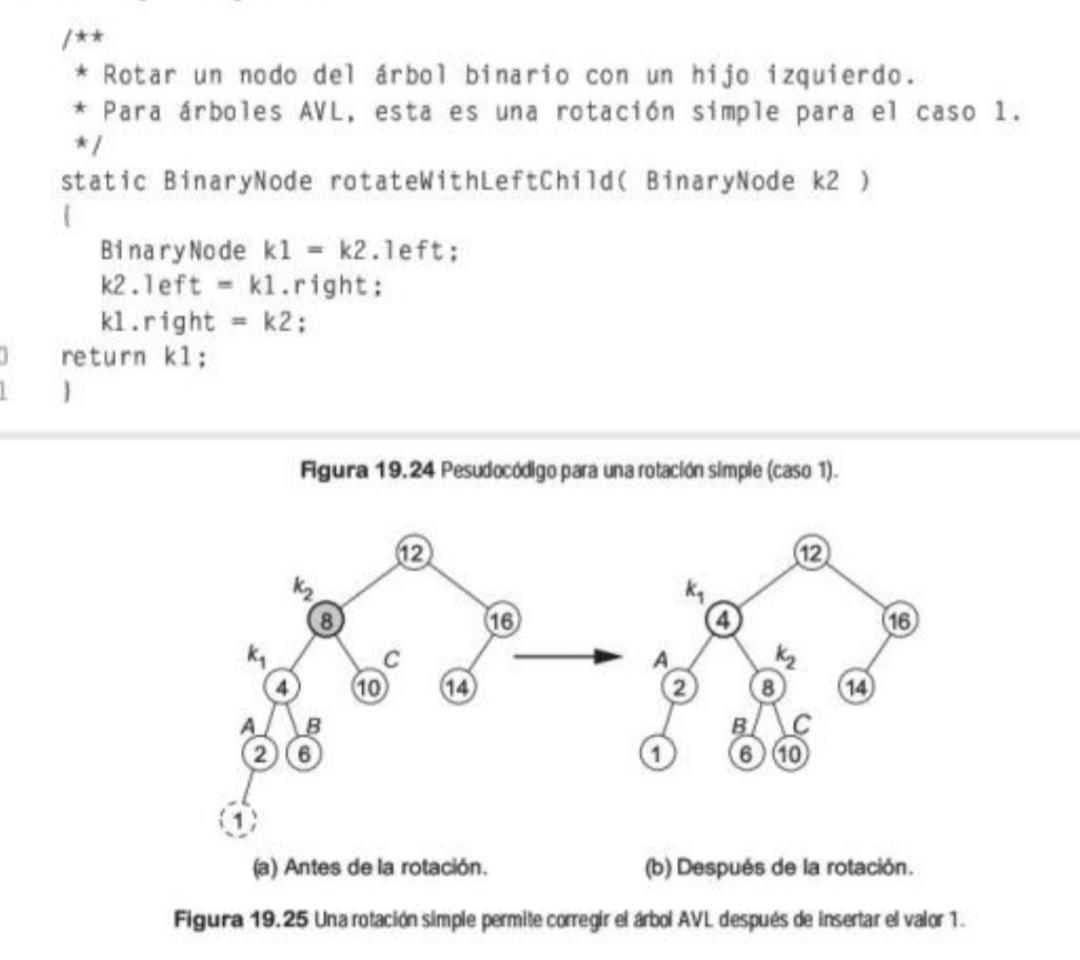 /**
* Rotar un nodo del árbol binario con un hijo izquierdo.
* Para árboles AVL, esta es una rotación simple para el caso 1.
*/
static BinaryNode rotateWithLeftChild( BinaryNode k2 )
{
BinaryNode k1 = k2.left;
k2.left = k1.right;
k1.right = k2;
0 return k1;
1 }
Figura 19.24 Pesudocódigo para una rotación simple (caso 1).
12 12
k2 k1
8 16 4 16
k1 C A k2
4 10 14 2 8 14
A B B C
2 6 1 6 10
1
(a) Antes de la rotación. (b) Después de la rotación.
Figura 19.25 Una rotación simple permite corregir el árbol AVL después de insertar el valor 1.